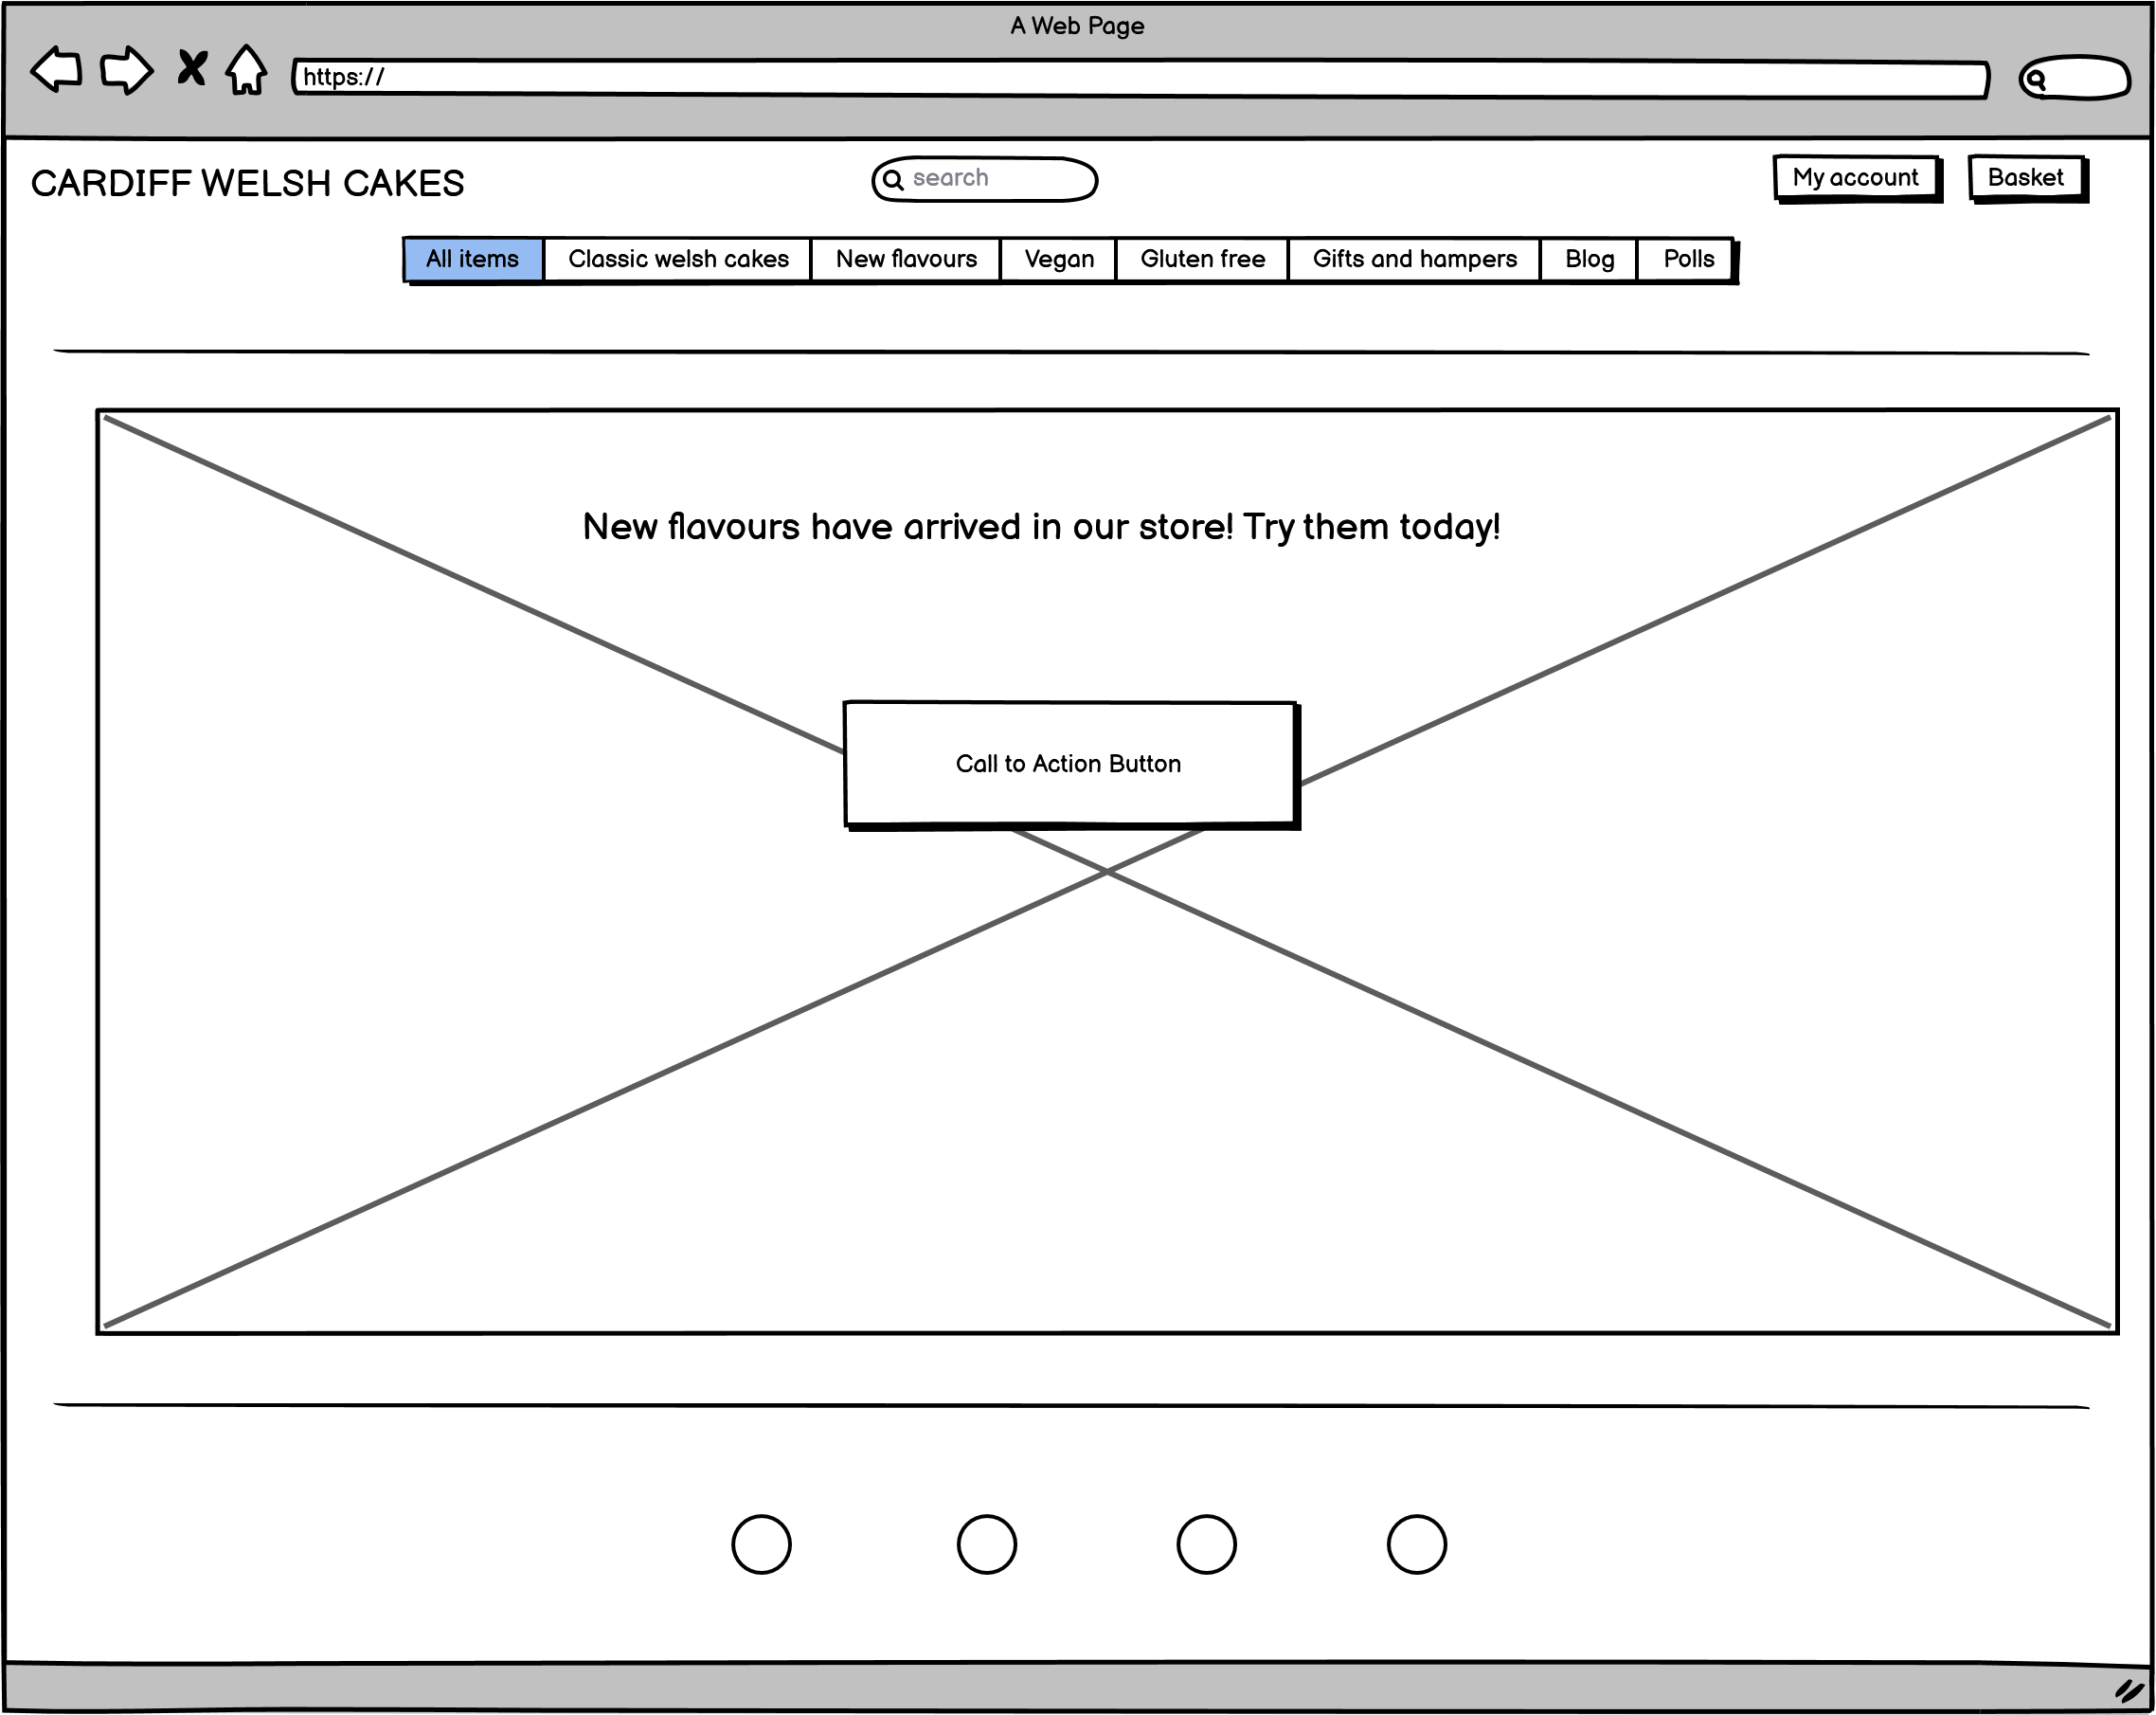 A Web Page
https://
CARDIFF WELSH CAKES
search
My account
Basket
All items
Classic welsh cakes
New flavours
Vegan
Gluten free
Gifts and hampers
Blog
Polls
New flavours have arrived in our store! Try them today!
Call to Action Button